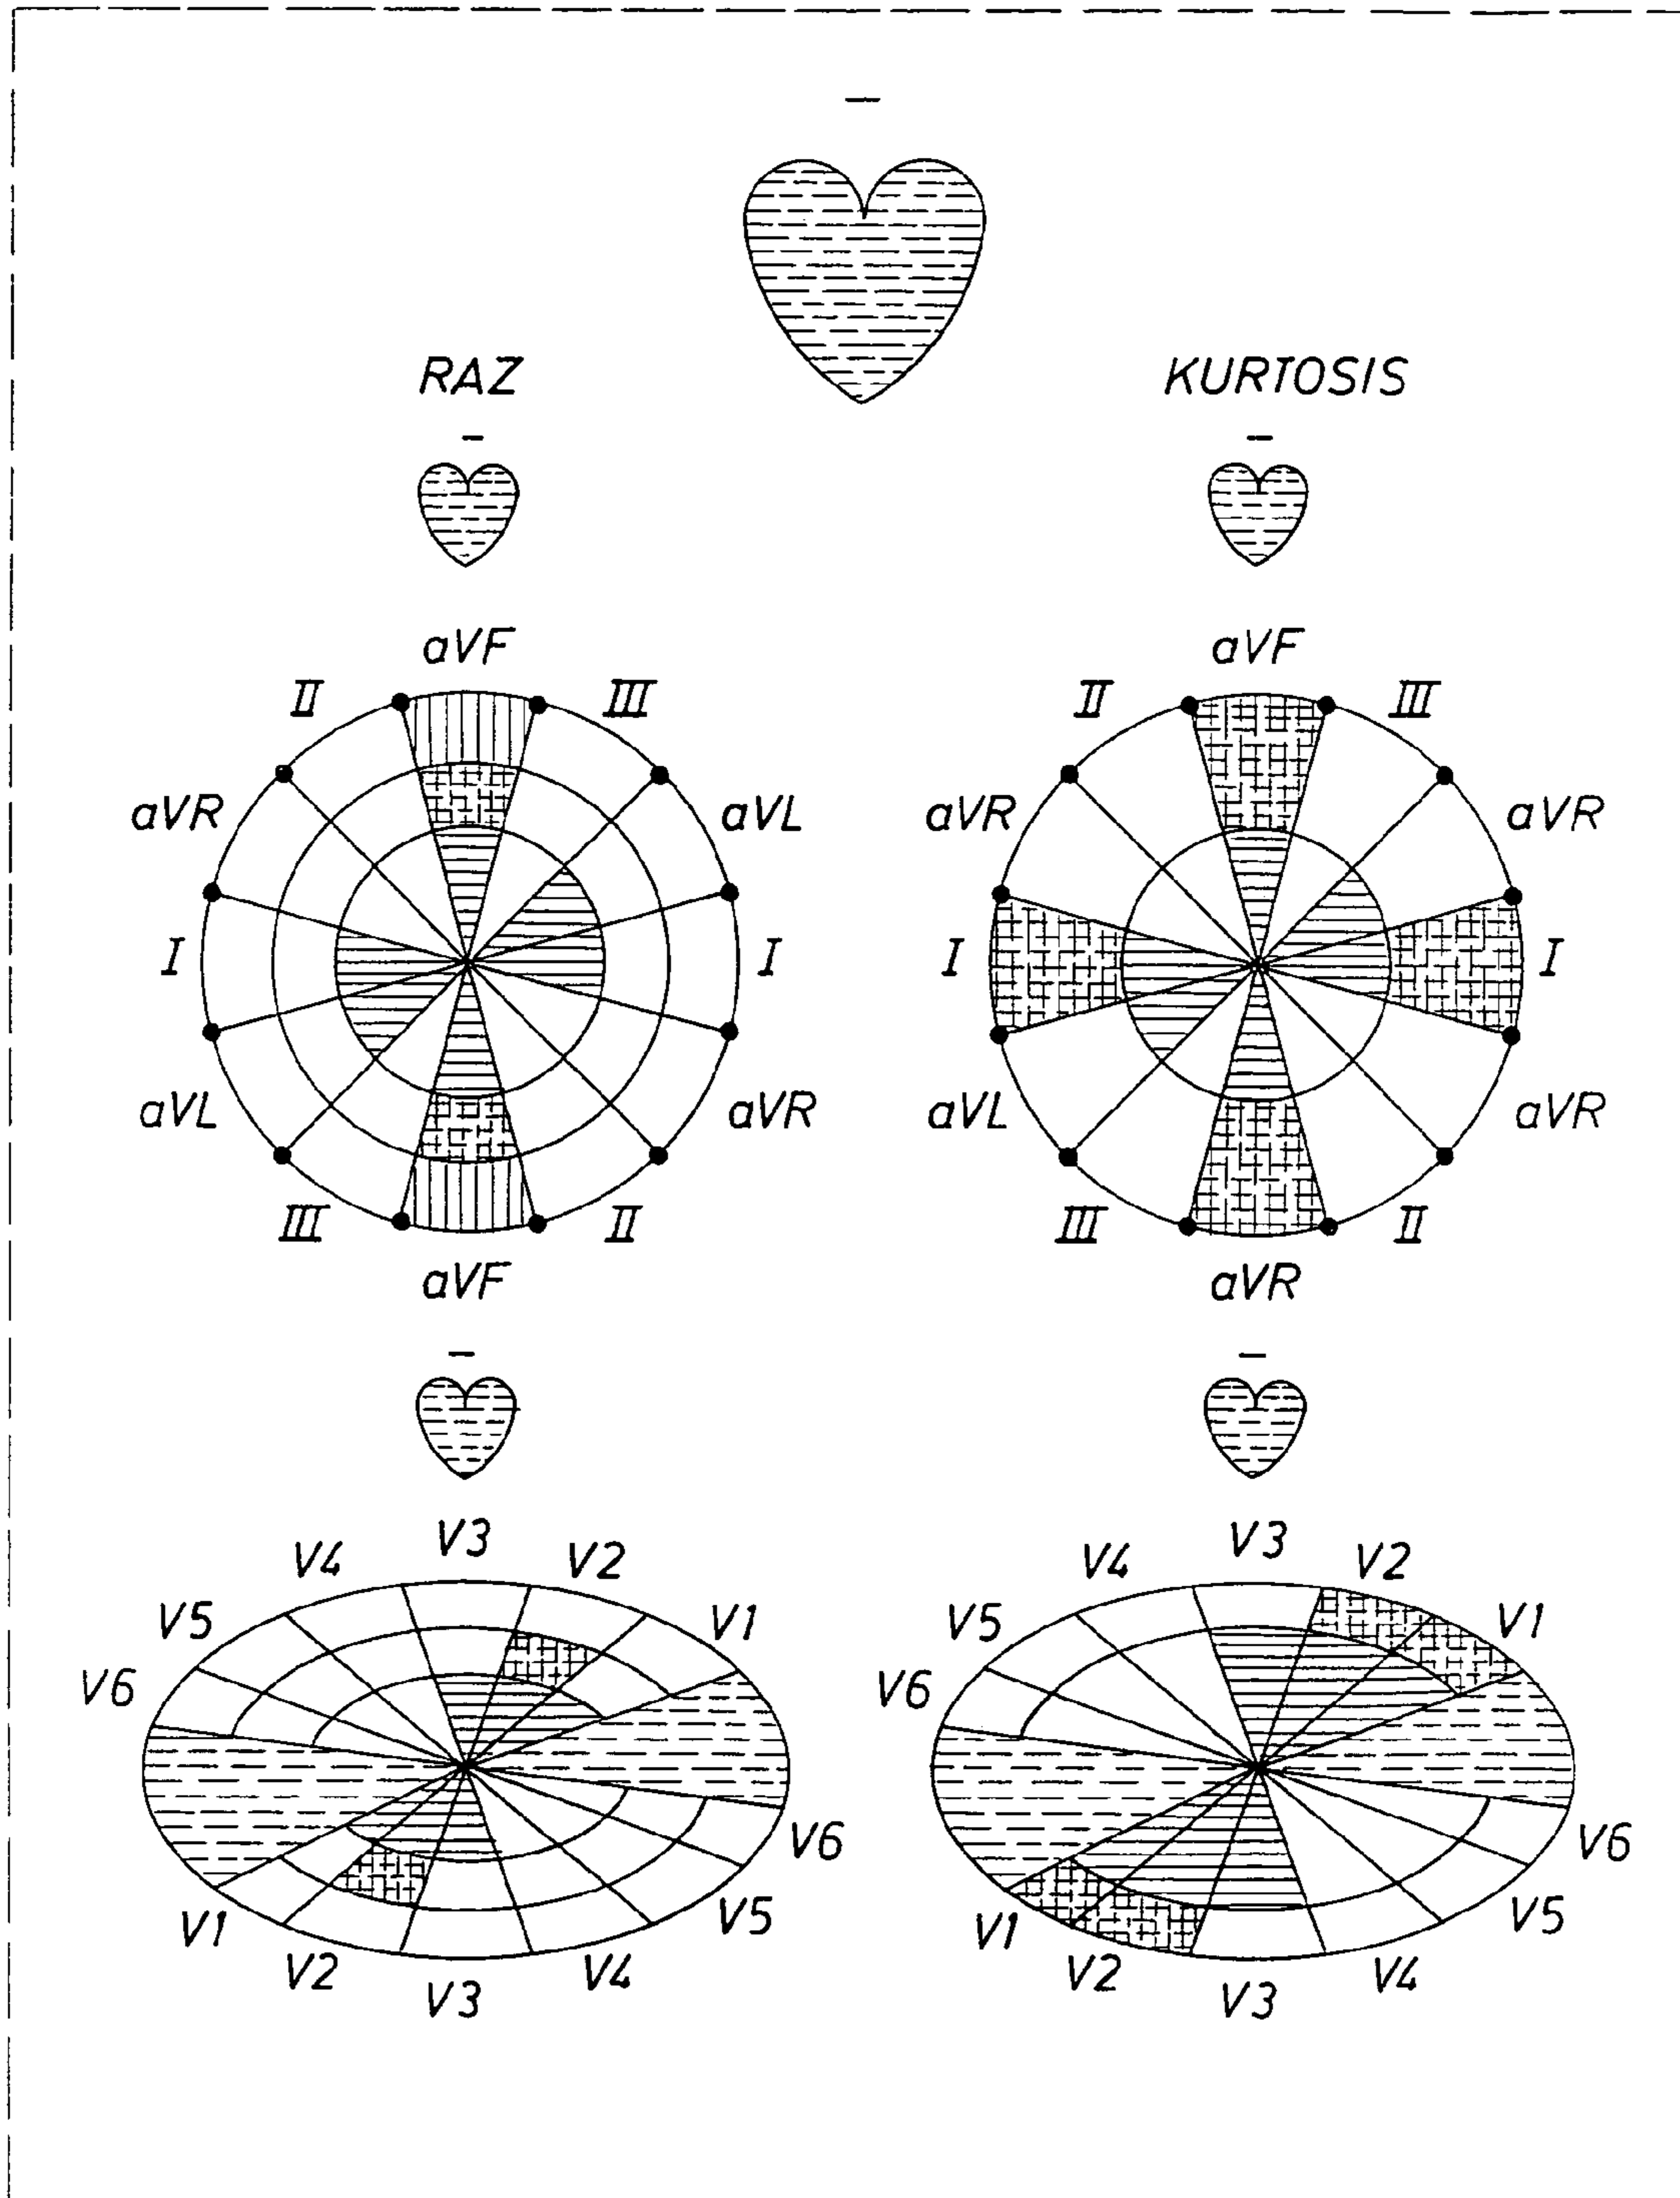 RAZ KURTOSIS
aVF aVF
II III II III
aVR aVL aVR aVR
I I I I
aVL aVR aVL aVR
III II III II
aVF aVR
V3 V3
V4 V2 V4 V2
V5 V1 V5 V1
V6 V6
V6 V6
V1 V5 V1 V5
V2 V4 V2 V4
V3 V3